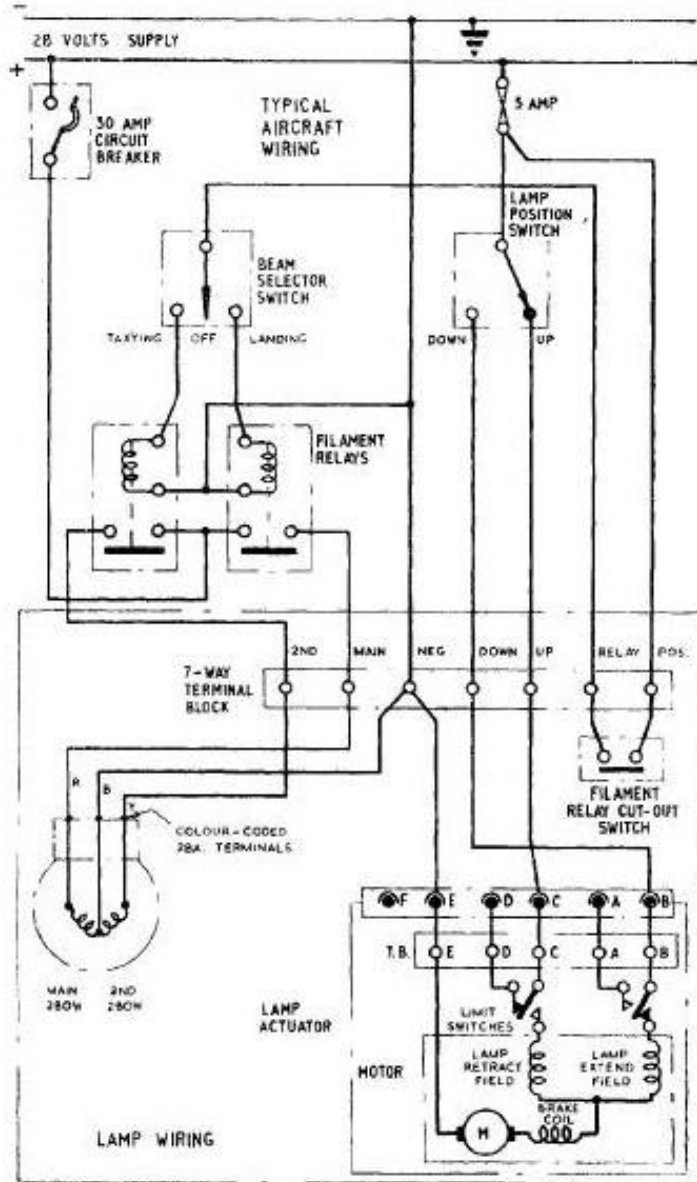 28 VOLTS SUPPLY
TYPICAL
AIRCRAFT
WIRING
30 AMP
CIRCUIT
BREAKER
5 AMP
LAMP
POSITION
SWITCH
BEAM
SELECTOR
SWITCH
TAXYING OFF LANDING
DOWN UP
FILAMENT
RELAYS
2ND MAIN NEG DOWN UP RELAY POS.
7-WAY
TERMINAL
BLOCK
R B Y
FILAMENT
RELAY CUT-OUT
SWITCH
COLOUR-CODED
2BA. TERMINALS
F E D C A B
T.B. E D C A B
MAIN
280W
2ND
280W
LAMP
ACTUATOR
LIMIT
SWITCHES
MOTOR
LAMP
RETRACT
FIELD
LAMP
EXTEND
FIELD
BRAKE
COIL
M
LAMP WIRING